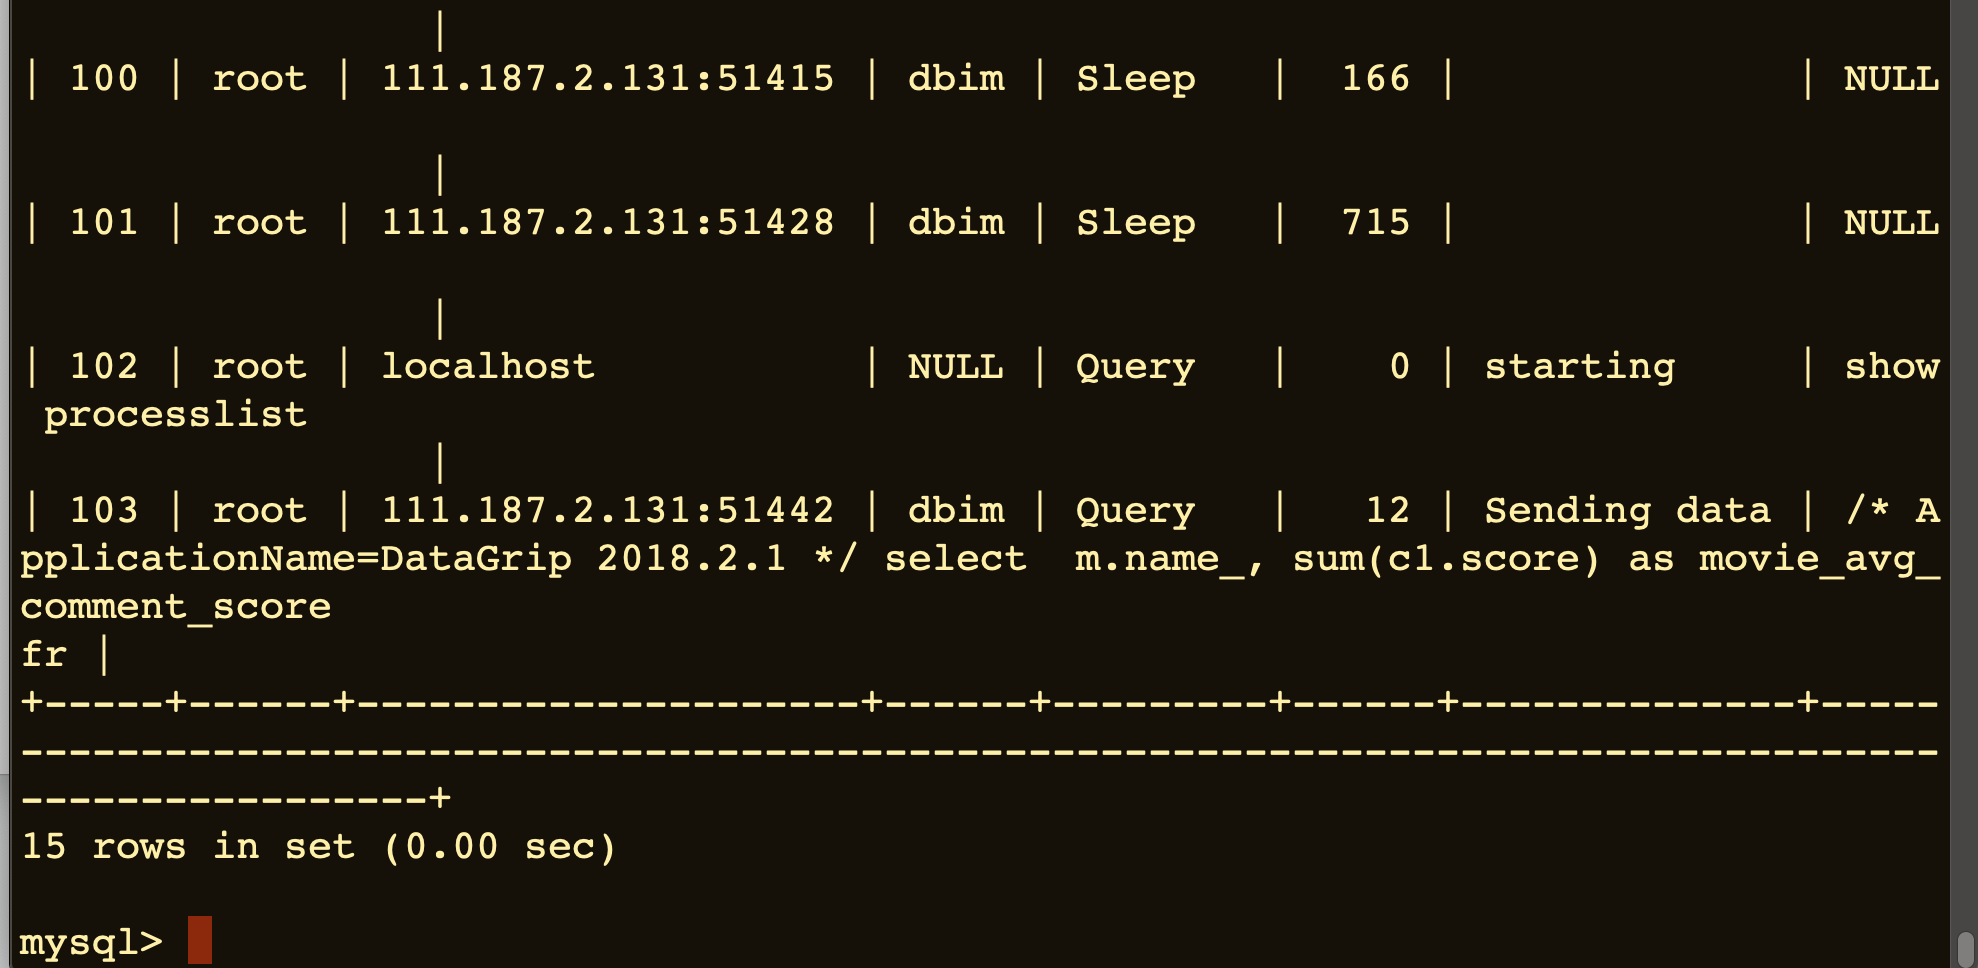 |
| 100 | root | 111.187.2.131:51415 | dbim | Sleep   |  166 |              | NULL
|
| 101 | root | 111.187.2.131:51428 | dbim | Sleep   |  715 |              | NULL
|
| 102 | root | localhost           | NULL | Query   |    0 | starting     | show
 processlist
|
| 103 | root | 111.187.2.131:51442 | dbim | Query   |   12 | Sending data | /* A
pplicationName=DataGrip 2018.2.1 */ select  m.name_, sum(c1.score) as movie_avg_
comment_score
fr |
+-----+------+---------------------+------+---------+------+--------------+-----
--------------------------------------------------------------------------------
-----------------+
15 rows in set (0.00 sec)
mysql>